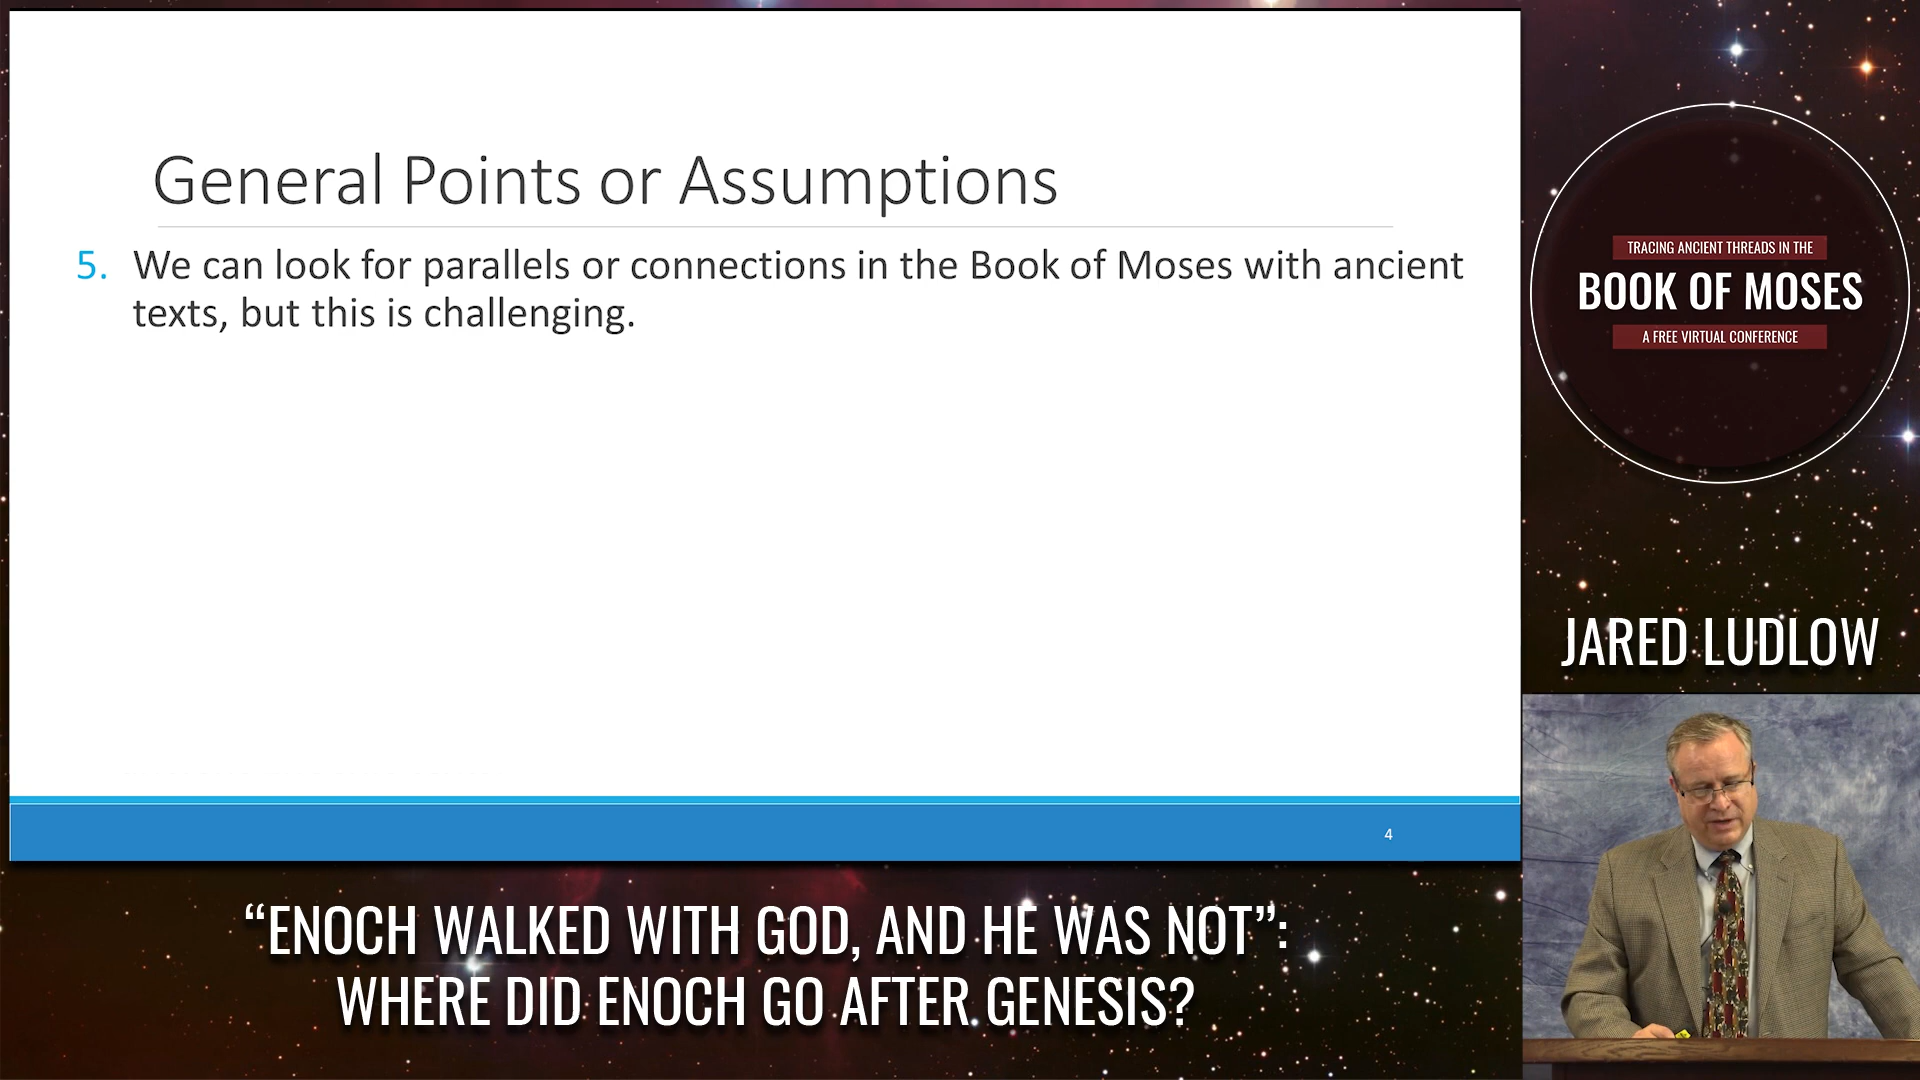 General Points or Assumptions
5. We can look for parallels or connections in the Book of Moses with ancient
texts, but this is challenging.
4
TRACING ANCIENT THREADS IN THE
BOOK OF MOSES
A FREE VIRTUAL CONFERENCE
JARED LUDLOW
“ENOCH WALKED WITH GOD, AND HE WAS NOT”:
WHERE DID ENOCH GO AFTER GENESIS?